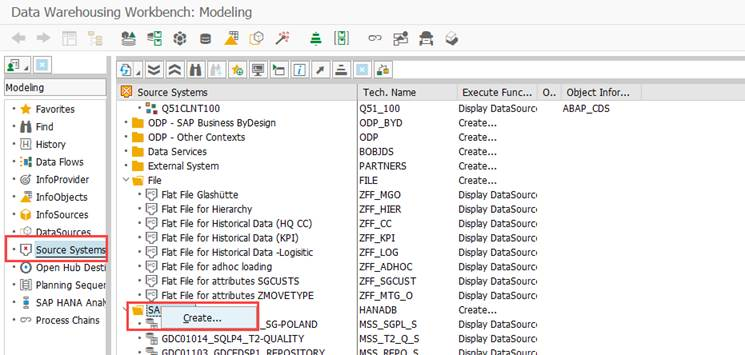 Data Warehousing Workbench: Modeling
Modeling
Favorites
Find
History
Data Flows
InfoProvider
InfoObjects
InfoSources
DataSources
Source Systems
Open Hub Desti
Planning Sequer
SAP HANA Anal
Process Chains
Source Systems Tech. Name Execute Func... O.. Object Infor...
Q51CLNT100 Q51_100 Display DataSource ABAP_CDS
ODP - SAP Business ByDesign ODP_BYD Create...
ODP - Other Contexts ODP Create...
Data Services BOBJDS Create...
External System PARTNERS Create...
File FILE Create...
Flat File Glashütte ZFF_MGO Display DataSource
Flat File for Hierarchy ZFF_HIER Display DataSource
Flat File for Historical Data (HQ CC) ZFF_CC Display DataSource
Flat File for Historical Data (KPI) ZFF_KPI Display DataSource
Flat File for Historical Data -Logisitic ZFF_LOG Display DataSource
Flat File for adhoc loading ZFF_ADHOC Display DataSource
Flat File for attributes SGCUSTS ZFF_CUST Display DataSource
Flat File for attributes ZMOVETYPE ZFF_MTG_O Display DataSource
SA HANADB Create...
Create...
_SG-POLAND MSS_SGPL_S Display DataSource
GDC01014_SQLP4_T2-QUALITY MSS_T2_Q_S Display DataSource
GDC01103_GCFEDSP1_REPOSITORY MSS_REPO_S Display DataSource